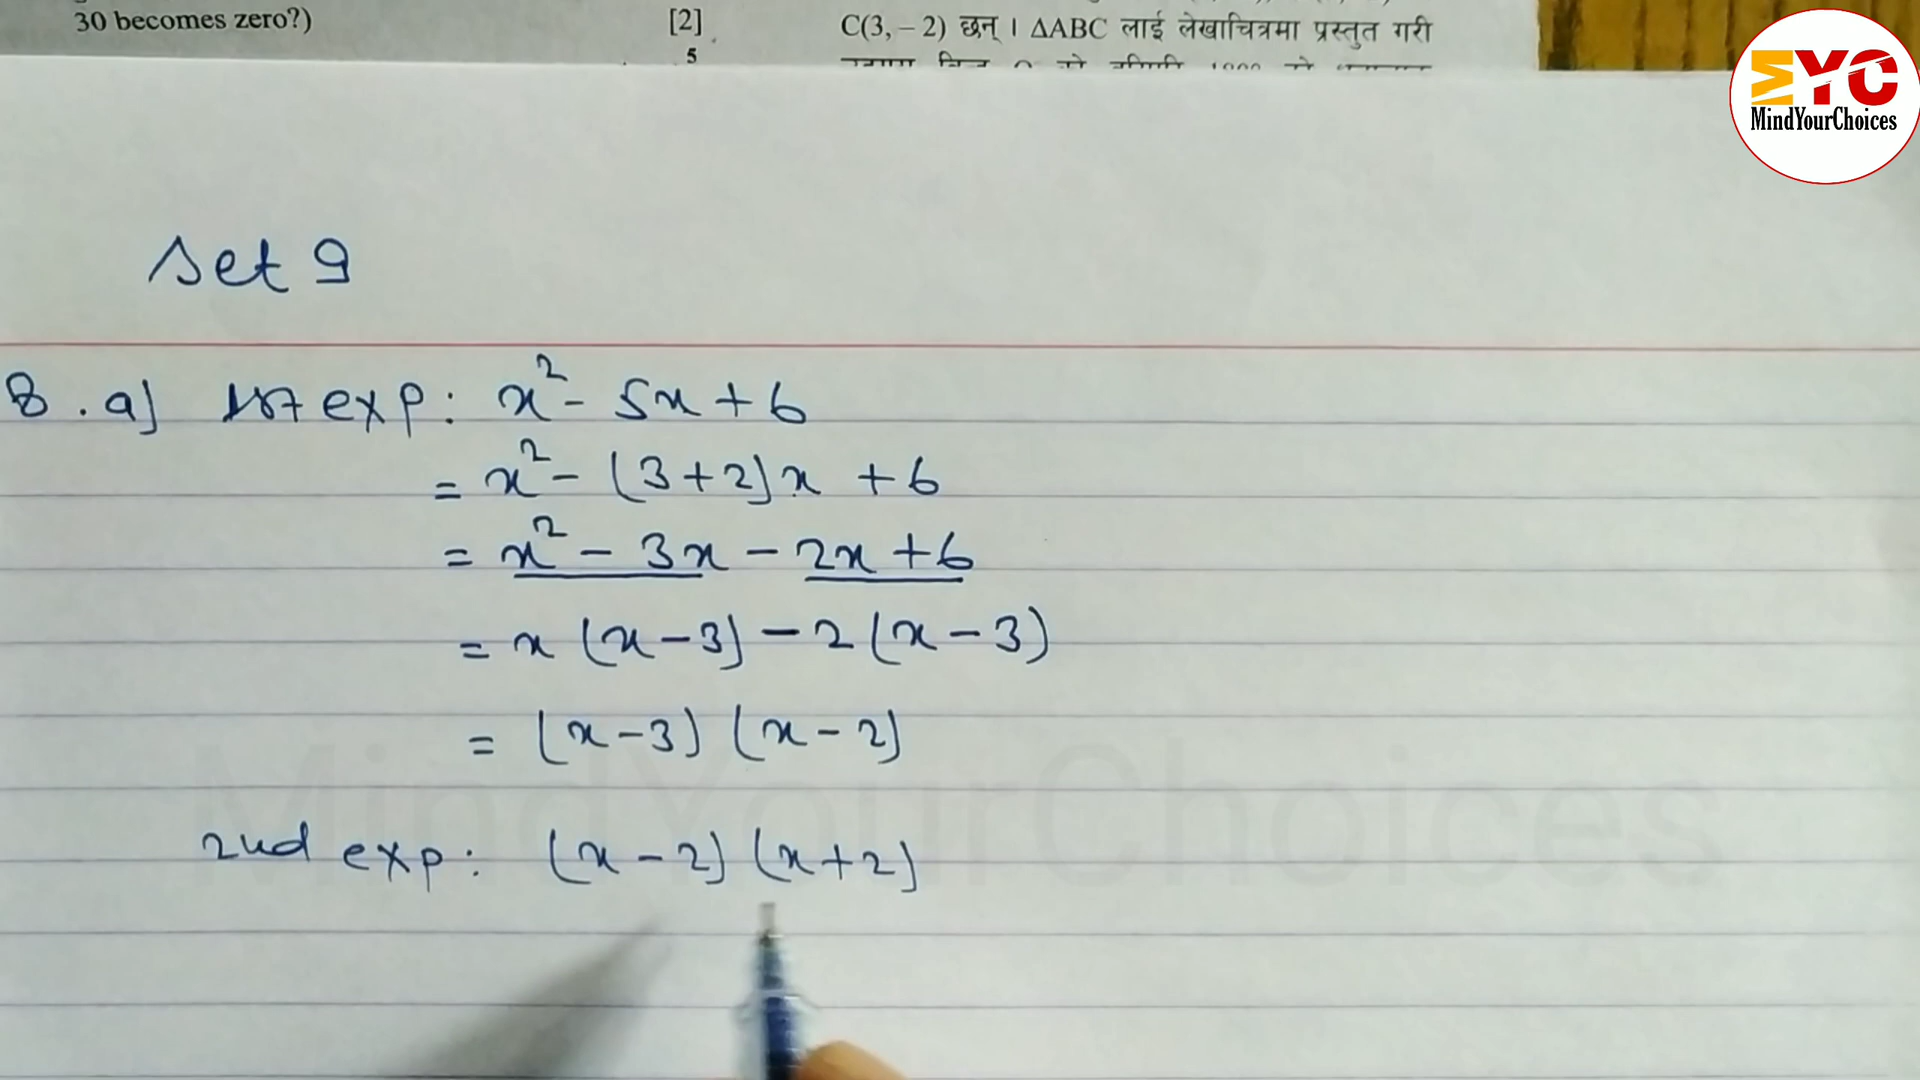 30 becomes zero?)
[2]
5
C(3, – 2) छन् । ΔABC लाई लेखाचित्रमा प्रस्तुत गरी
MYC
MindYourChoices
Set 9
8. a) 1st exp: x² - 5x + 6
= x² - (3+2)x + 6
= x² - 3x - 2x + 6
= x (x-3) - 2 (x-3)
= (x-3) (x-2)
2nd exp: (x-2) (x+2)
MindYourChoices